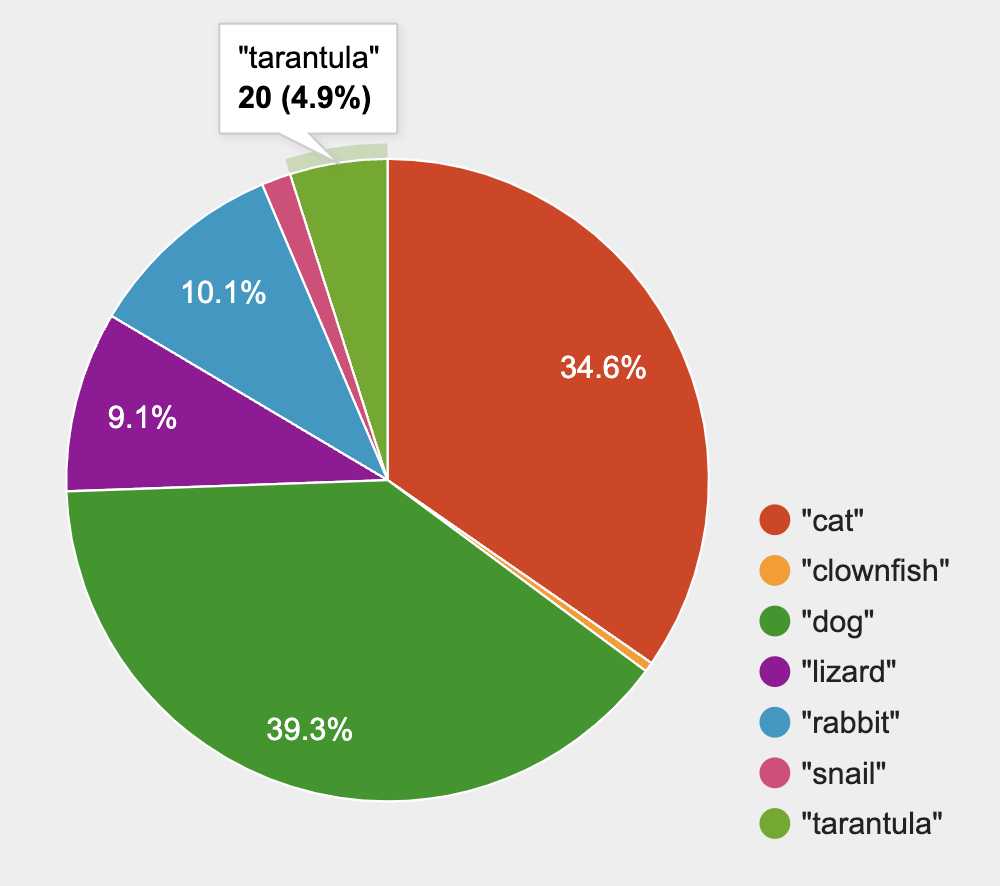 "tarantula"
20 (4.9%)
10.1%
34.6%
9.1%
39.3%
"cat"
"clownfish"
"dog"
"lizard"
"rabbit"
"snail"
"tarantula"